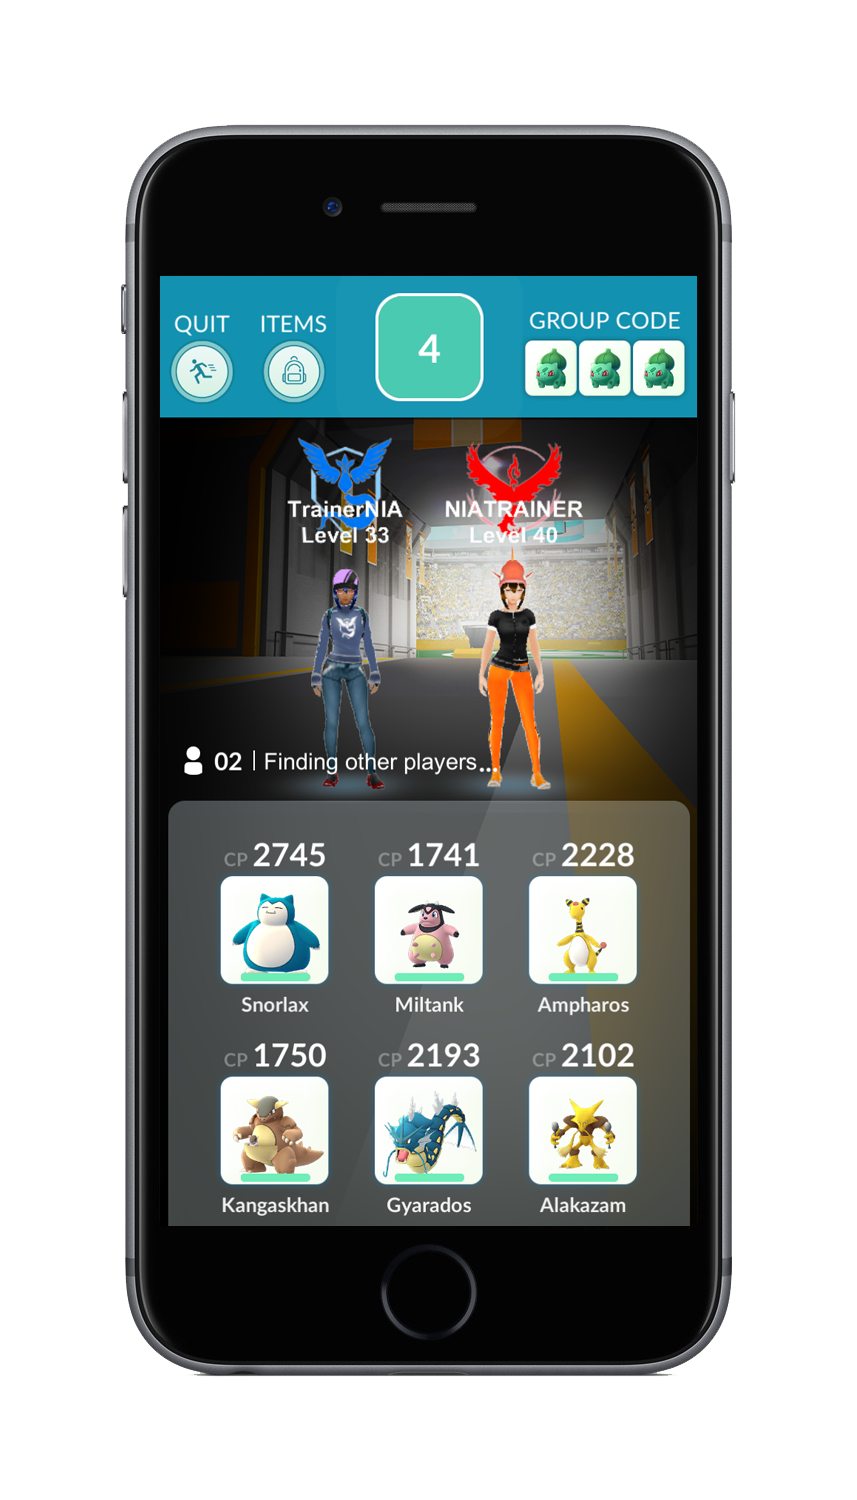 QUIT
ITEMS
4
GROUP CODE
TrainerNIA
Level 33
NIATRAINER
Level 40
02 | Finding other players...
CP 2745
CP 1741
CP 2228
Snorlax
Miltank
Ampharos
CP 1750
CP 2193
CP 2102
Kangaskhan
Gyarados
Alakazam